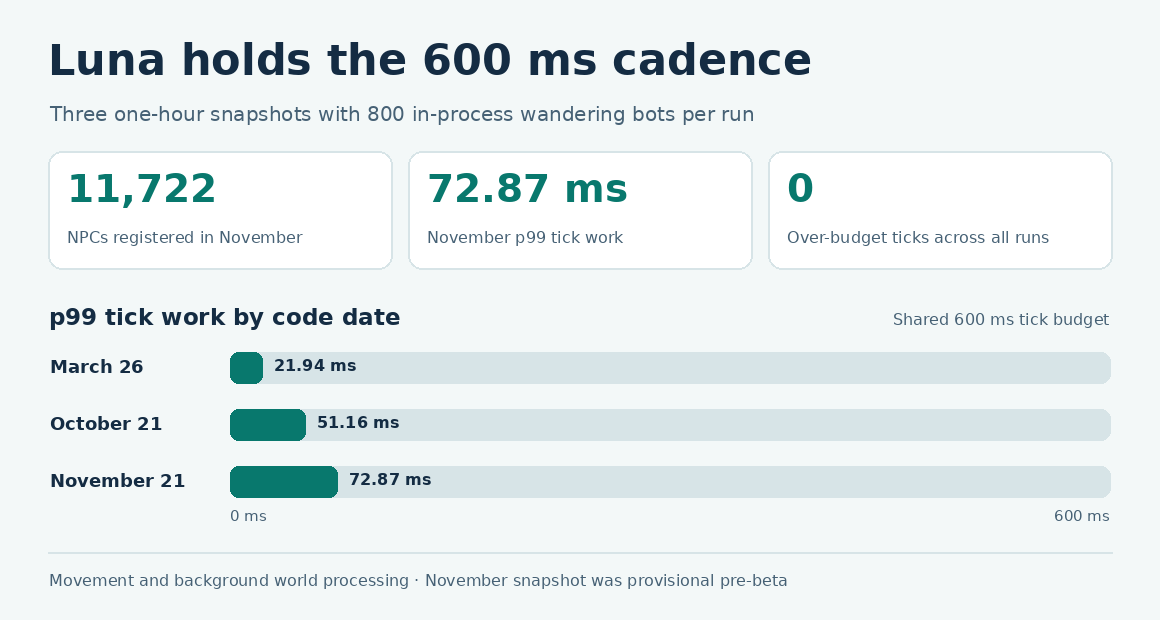 Luna holds the 600 ms cadence
Three one-hour snapshots with 800 in-process wandering bots per run
11,722
NPCs registered in November
72.87 ms
November p99 tick work
0
Over-budget ticks across all runs
p99 tick work by code date
Shared 600 ms tick budget
March 26
21.94 ms
October 21
51.16 ms
November 21
72.87 ms
0 ms
600 ms
Movement and background world processing · November snapshot was provisional pre-beta